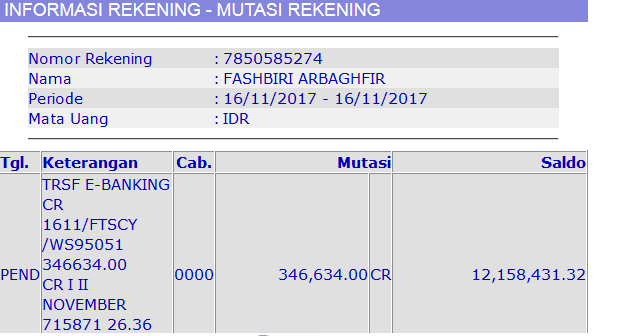 INFORMASI REKENING - MUTASI REKENING
Nomor Rekening : 7850585274
Nama : FASHBIRI ARBAGHFIR
Periode : 16/11/2017 - 16/11/2017
Mata Uang : IDR
Tgl. Keterangan Cab. Mutasi Saldo
TRSF E-BANKING
CR
1611/FTSCY
/WS95051
346634.00
PEND CR I II 0000 346,634.00 CR 12,158,431.32
NOVEMBER
715871 26.36